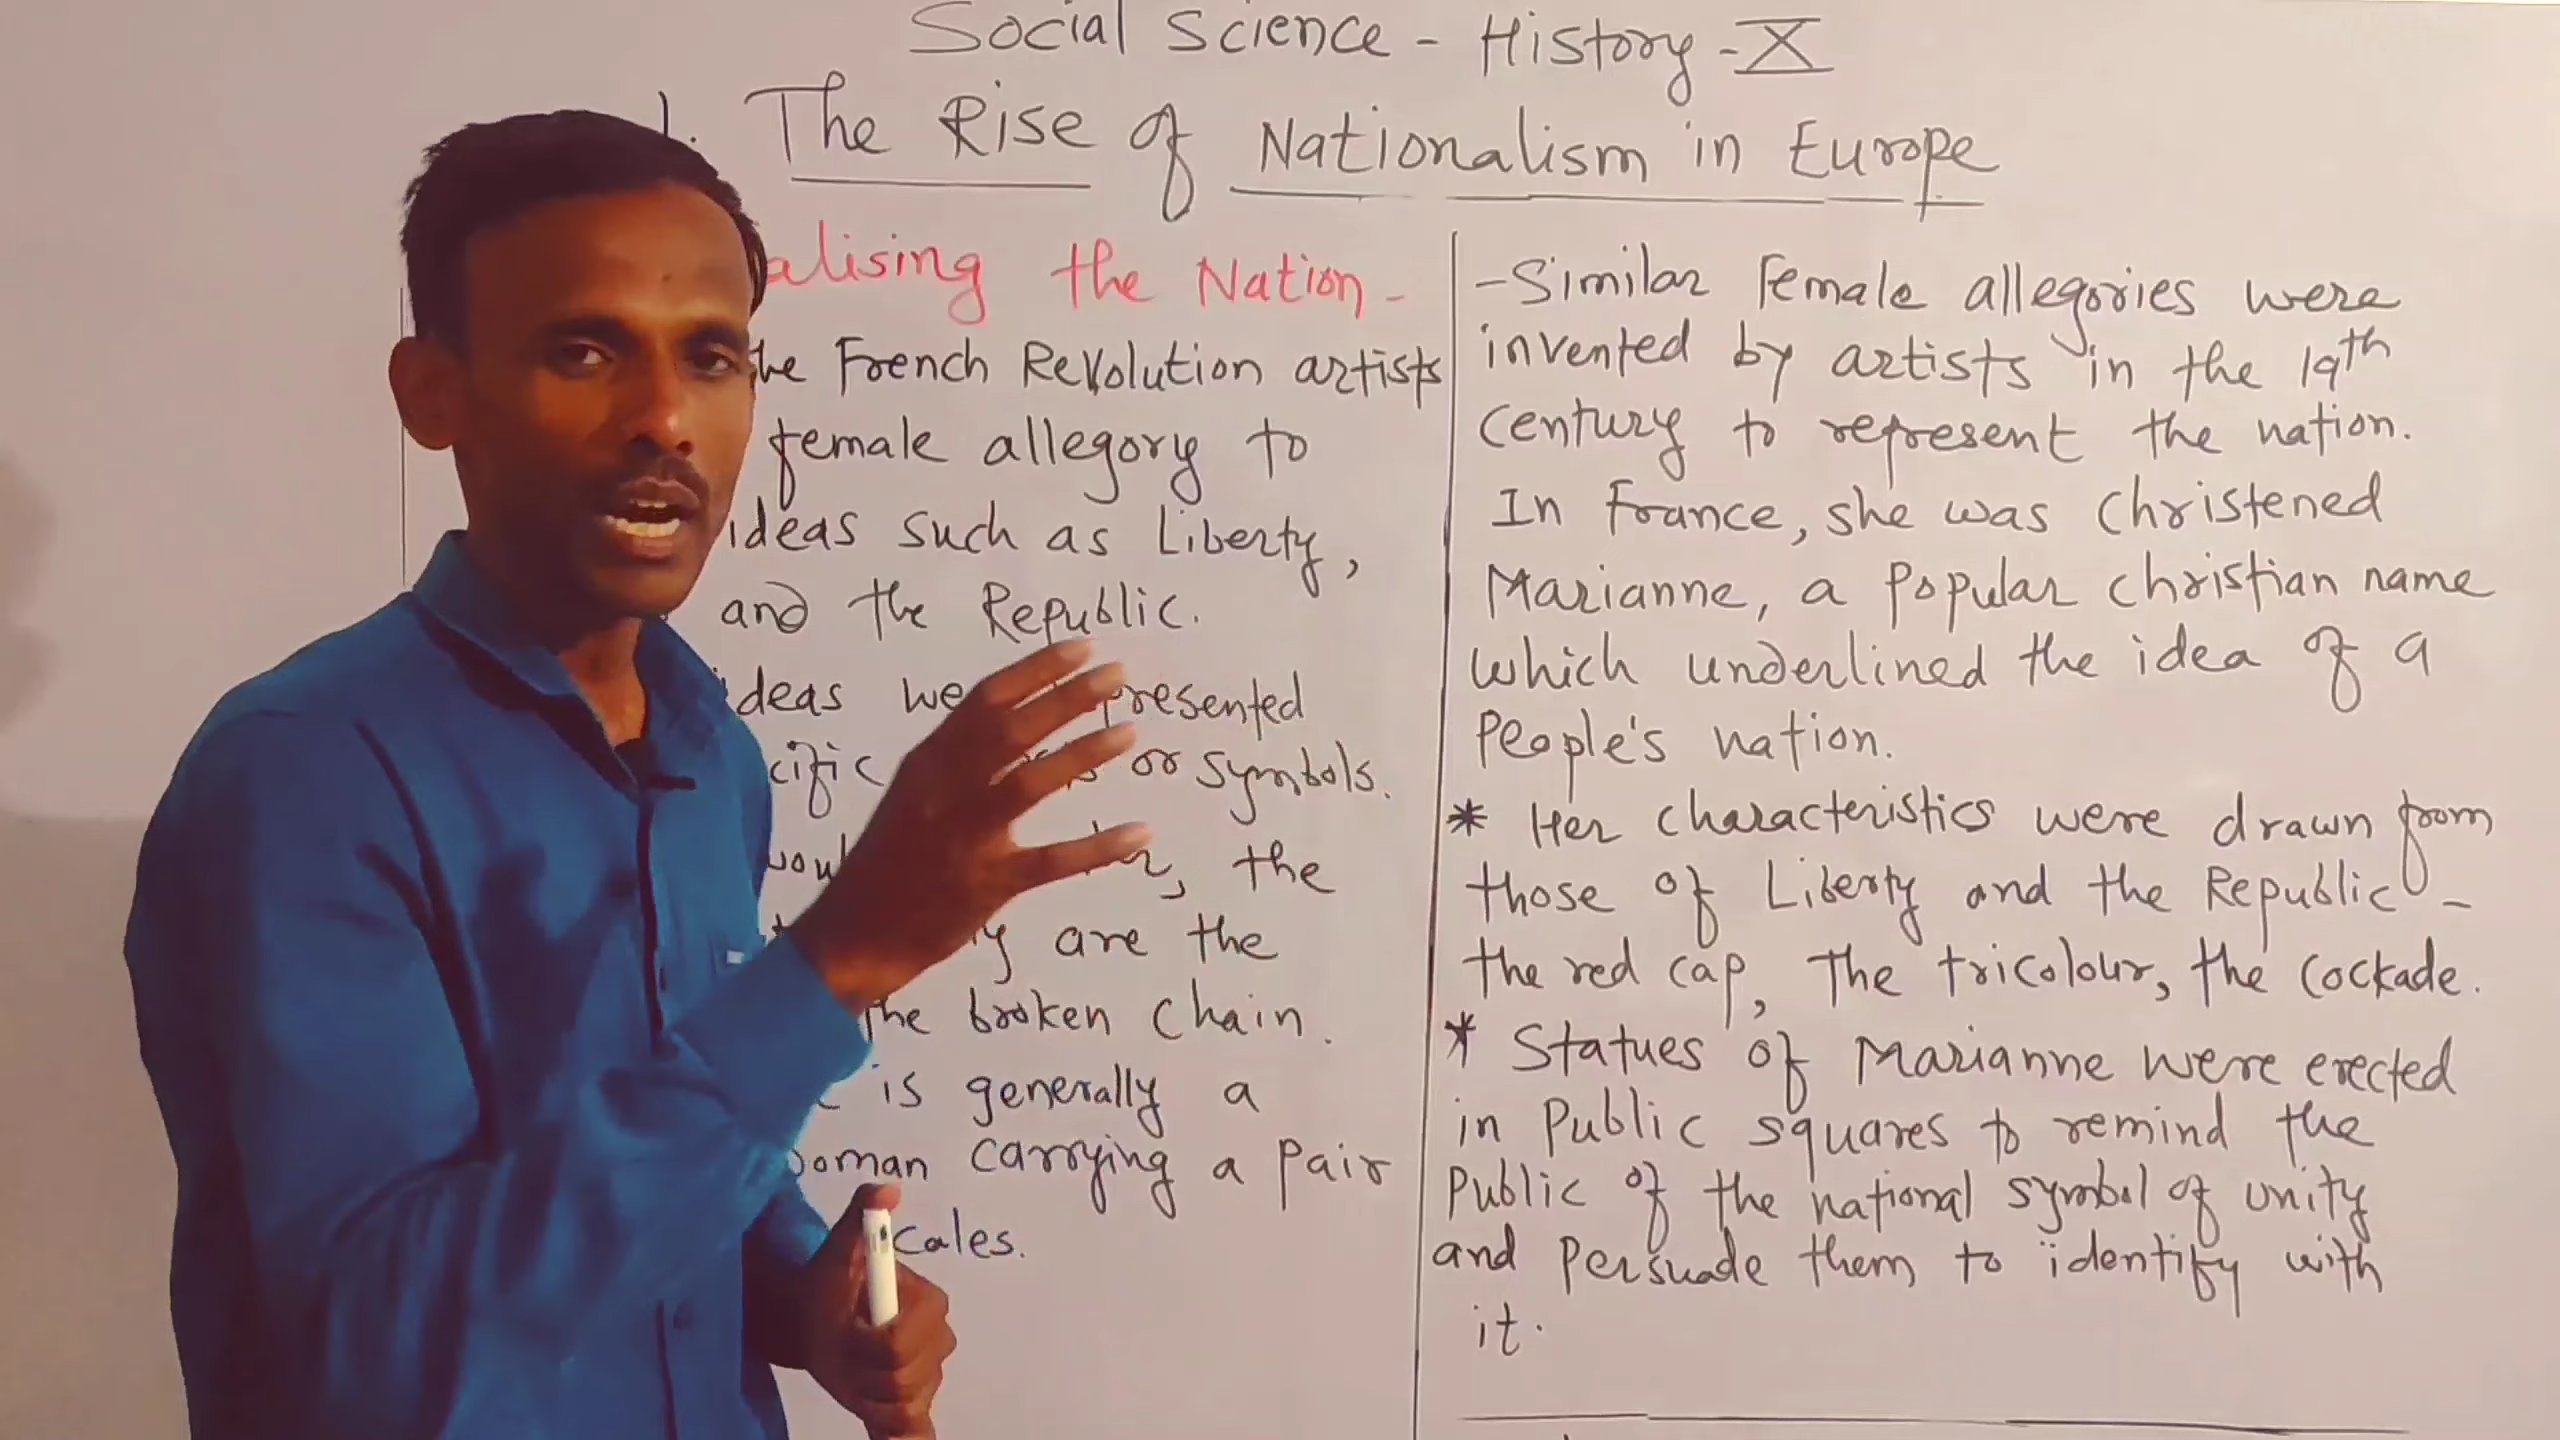 Social Science - History - X
1. The Rise of Nationalism in Europe
alising the Nation -
the French Revolution artists
female allegory to
ideas such as Liberty,
and the Republic.
ideas presented
cific or symbols.
the
are the
the broken chain.
is generally a
woman carrying a pair
scales.
- Similar Female allegories were
invented by artists in the 19th
century to represent the nation.
In France, she was christened
Marianne, a popular christian name
which underlined the idea of a
People's nation.
* Her characteristics were drawn from
those of Liberty and the Republic -
the red cap, The tricolour, the cockade.
* Statues of Marianne were erected
in Public squares to remind the
Public of the national symbol of unity
and Persuade them to identify with
it.